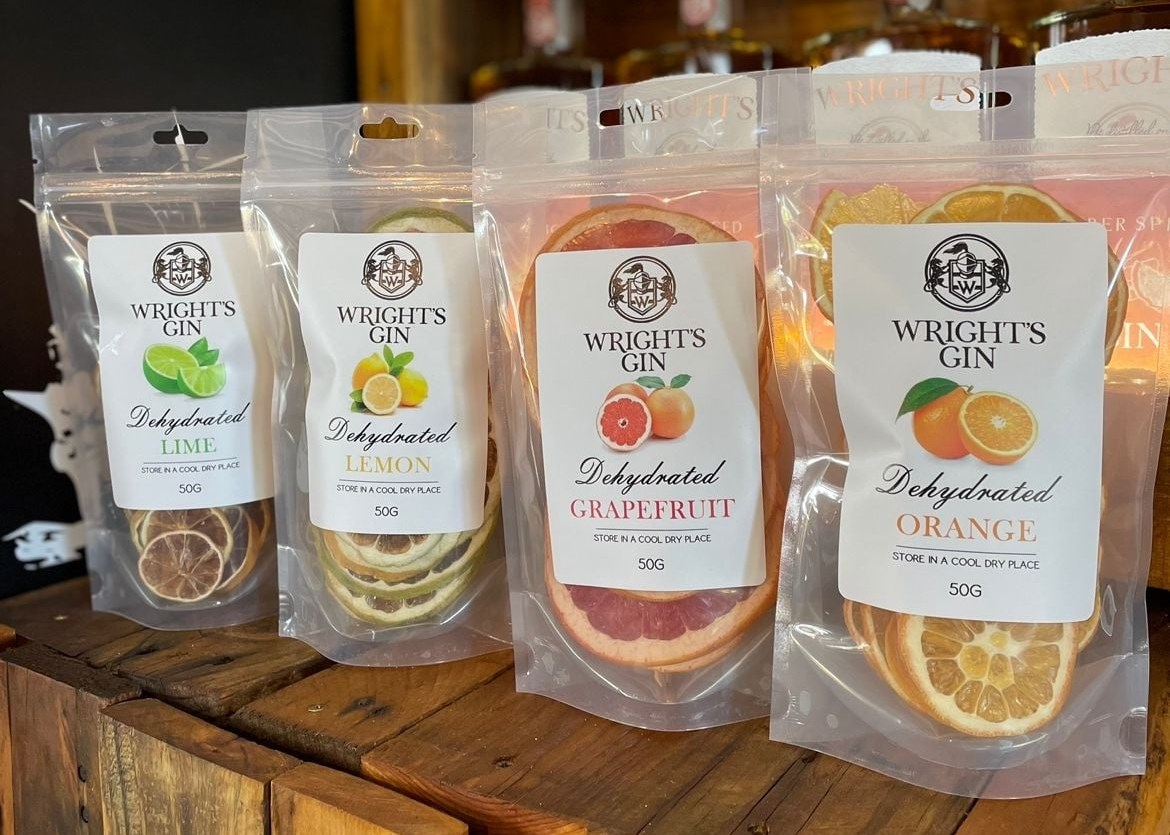 WRIGHT'S
GIN
Dehydrated
LIME
STORE IN A COOL DRY PLACE
50G
WRIGHT'S
GIN
Dehydrated
LEMON
STORE IN A COOL DRY PLACE
50G
WRIGHT'S
W
WRIGHT'S
GIN
Dehydrated
GRAPEFRUIT
STORE IN A COOL DRY PLACE
50G
WRIGHT'S
W
WRIGHT'S
GIN
Dehydrated
ORANGE
STORE IN A COOL DRY PLACE
50G